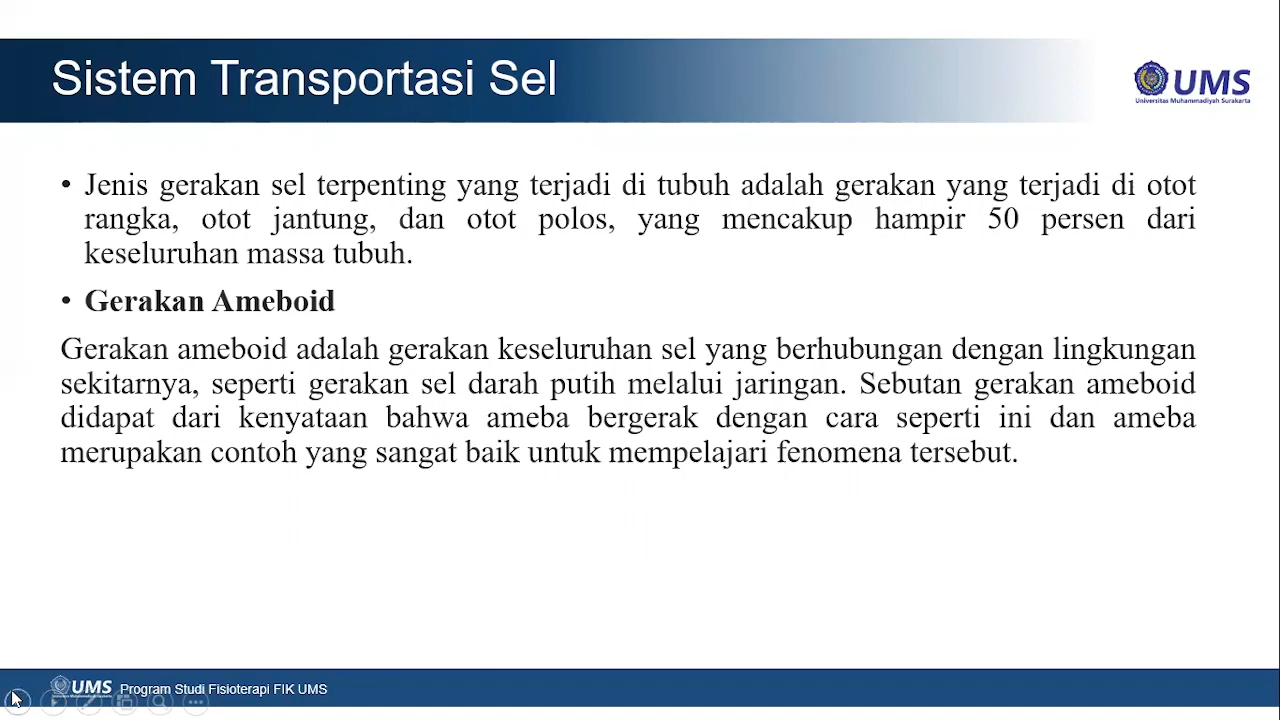 Sistem Transportasi Sel
UMS
Universitas Muhammadiyah Surakarta
• Jenis gerakan sel terpenting yang terjadi di tubuh adalah gerakan yang terjadi di otot
rangka, otot jantung, dan otot polos, yang mencakup hampir 50 persen dari
keseluruhan massa tubuh.
• Gerakan Ameboid
Gerakan ameboid adalah gerakan keseluruhan sel yang berhubungan dengan lingkungan
sekitarnya, seperti gerakan sel darah putih melalui jaringan. Sebutan gerakan ameboid
didapat dari kenyataan bahwa ameba bergerak dengan cara seperti ini dan ameba
merupakan contoh yang sangat baik untuk mempelajari fenomena tersebut.
UMS Program Studi Fisioterapi FIK UMS